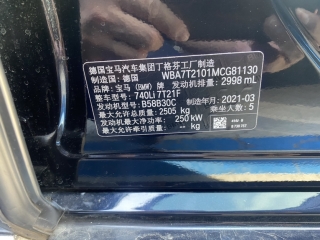 德国宝马汽车集团丁格芬工厂制造
制造国: 德国 WBA7T2101MCG81130
品牌: 宝马 (BMW) 牌 发动机排量: 2998 mL
整车型号: 740Li7T21F
发动机型号: B58B30C 制造年月: 2021-03
最大允许总质量: 2505 kg 乘坐人数: 5
发动机最大净功率: 250 kW
最大允许牵引质量: kg